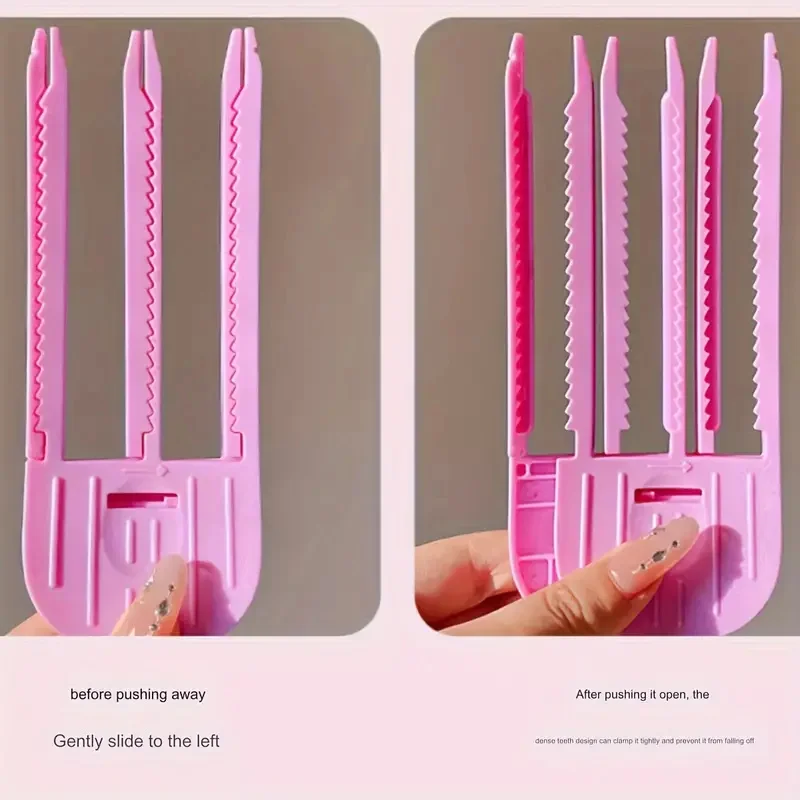 before pushing away
Gently slide to the left
After pushing it open, the
dense teeth design can clamp it tightly and prevent it from falling off